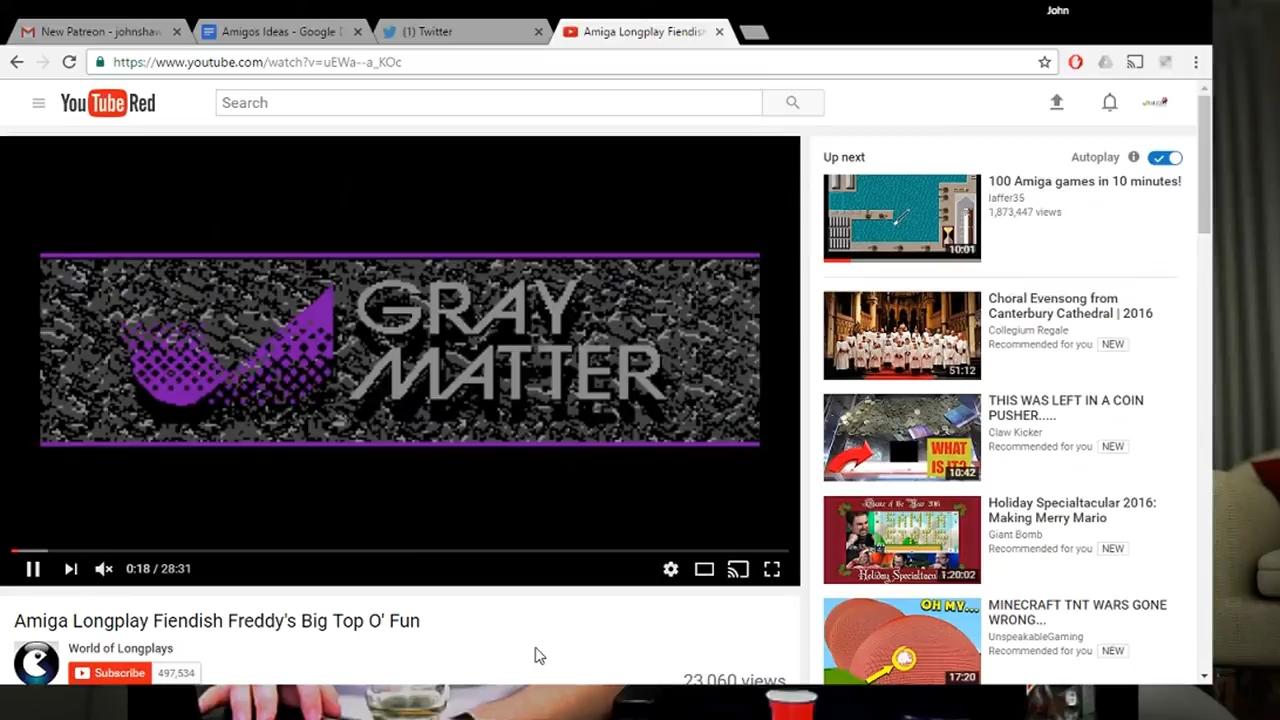 John
New Patreon - johnshaw
Amigos Ideas - Google D
(1) Twitter
Amiga Longplay Fiendish
https://www.youtube.com/watch?v=uEWa--a_KOc
YouTube Red
Search
GRAY
MATTER
0:18 / 28:31
Amiga Longplay Fiendish Freddy's Big Top O' Fun
World of Longplays
Subscribe 497,534
23,060 views
Up next
Autoplay
100 Amiga games in 10 minutes!
laffer35
1,873,447 views
10:01
Choral Evensong from
Canterbury Cathedral | 2016
Collegium Regale
Recommended for you NEW
51:12
THIS WAS LEFT IN A COIN
PUSHER.....
Claw Kicker
Recommended for you NEW
WHAT
IS IT?
10:42
Holiday Specialtacular 2016:
Making Merry Mario
Giant Bomb
Recommended for you NEW
Holiday Specialtacul
1:20:02
MINECRAFT TNT WARS GONE
WRONG...
UnspeakableGaming
Recommended for you NEW
OH MY...
17:20